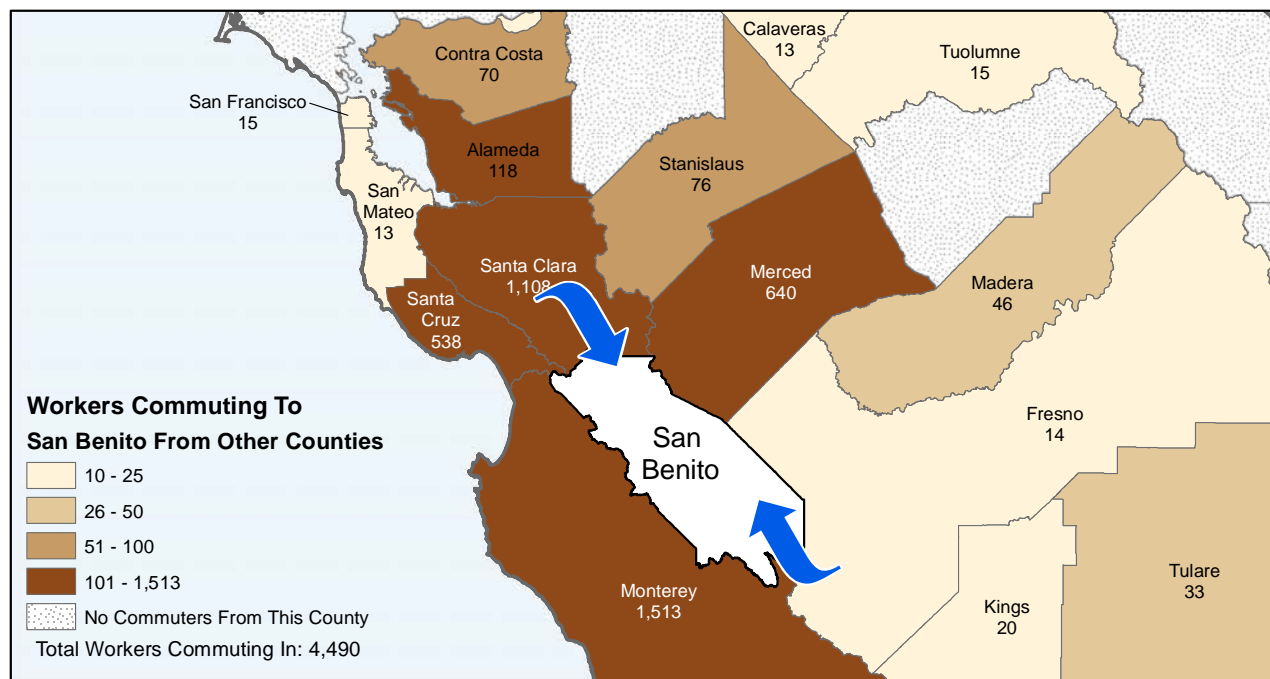 Calaveras
13
Tuolumne
15
Contra Costa
70
San Francisco
15
Alameda
118
Stanislaus
76
San
Mateo
13
Santa Clara
1,108
Merced
640
Madera
46
Santa
Cruz
538
Fresno
14
San
Benito
Monterey
1,513
Kings
20
Tulare
33
Workers Commuting To
San Benito From Other Counties
10 - 25
26 - 50
51 - 100
101 - 1,513
No Commuters From This County
Total Workers Commuting In: 4,490